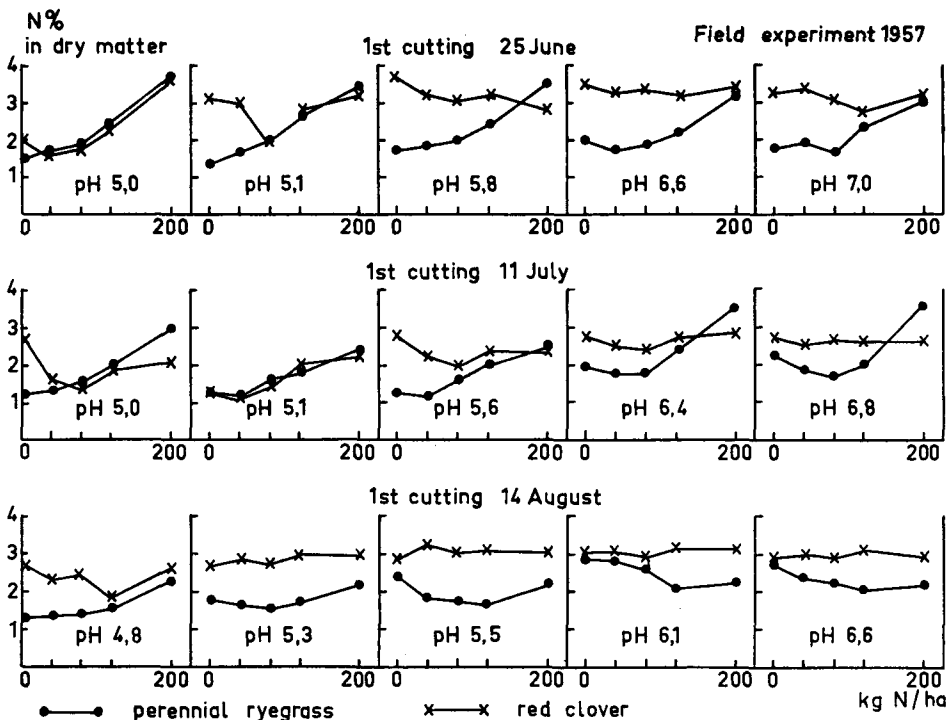 N%
in dry matter
1st cutting 25 June
Field experiment 1957
4
3
2
1
pH 5,0
pH 5,1
pH 5,8
pH 6,6
pH 7,0
0 200 0 200 0 200 0 200 0 200
1st cutting 11 July
4
3
2
1
pH 5,0
pH 5,1
pH 5,6
pH 6,4
pH 6,8
0 200 0 200 0 200 0 200 0 200
1st cutting 14 August
4
3
2
1
pH 4,8
pH 5,3
pH 5,5
pH 6,1
pH 6,6
0 200 0 200 0 200 0 200 0 200
kg N/ha
perennial ryegrass
red clover